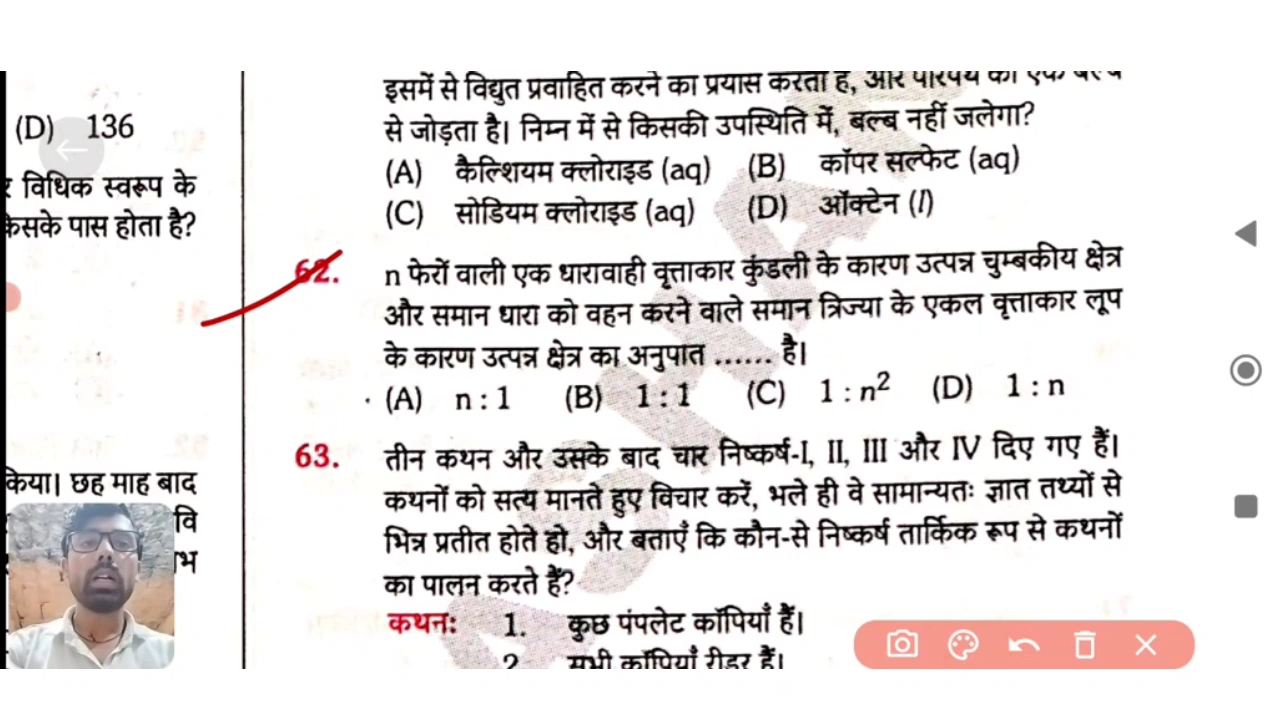 (D) 136
विधिक स्वरूप के
केसके पास होता है?
किया। छह माह बाद
वि
भ
इसमें से विद्युत प्रवाहित करने का प्रयास करता है, और परिपथ को एक बल्ब
से जोड़ता है। निम्न में से किसकी उपस्थिति में, बल्ब नहीं जलेगा?
(A) कैल्शियम क्लोराइड (aq) (B) कॉपर सल्फेट (aq)
(C) सोडियम क्लोराइड (aq) (D) ऑक्टेन (l)
62. n फेरों वाली एक धारावाही वृत्ताकार कुंडली के कारण उत्पन्न चुम्बकीय क्षेत्र
और समान धारा को वहन करने वाले समान त्रिज्या के एकल वृत्ताकार लूप
के कारण उत्पन्न क्षेत्र का अनुपात ...... है।
(A) n : 1 (B) 1 : 1 (C) 1 : n² (D) 1 : n
63. तीन कथन और उसके बाद चार निष्कर्ष-I, II, III और IV दिए गए हैं।
कथनों को सत्य मानते हुए विचार करें, भले ही वे सामान्यतः ज्ञात तथ्यों से
भिन्न प्रतीत होते हो, और बताएँ कि कौन-से निष्कर्ष तार्किक रूप से कथनों
का पालन करते हैं?
कथन: 1. कुछ पंपलेट कॉपियाँ हैं।
2. सभी कॉपियाँ रीडर हैं।